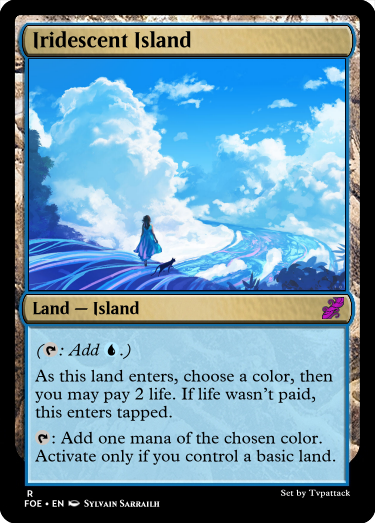 Iridescent Island
Land — Island
(: Add .)
As this land enters, choose a color, then
you may pay 2 life. If life wasn't paid,
this enters tapped.
: Add one mana of the chosen color.
Activate only if you control a basic land.
R
FOE • EN Sylvain Sarrailh
Set by Tvpattack